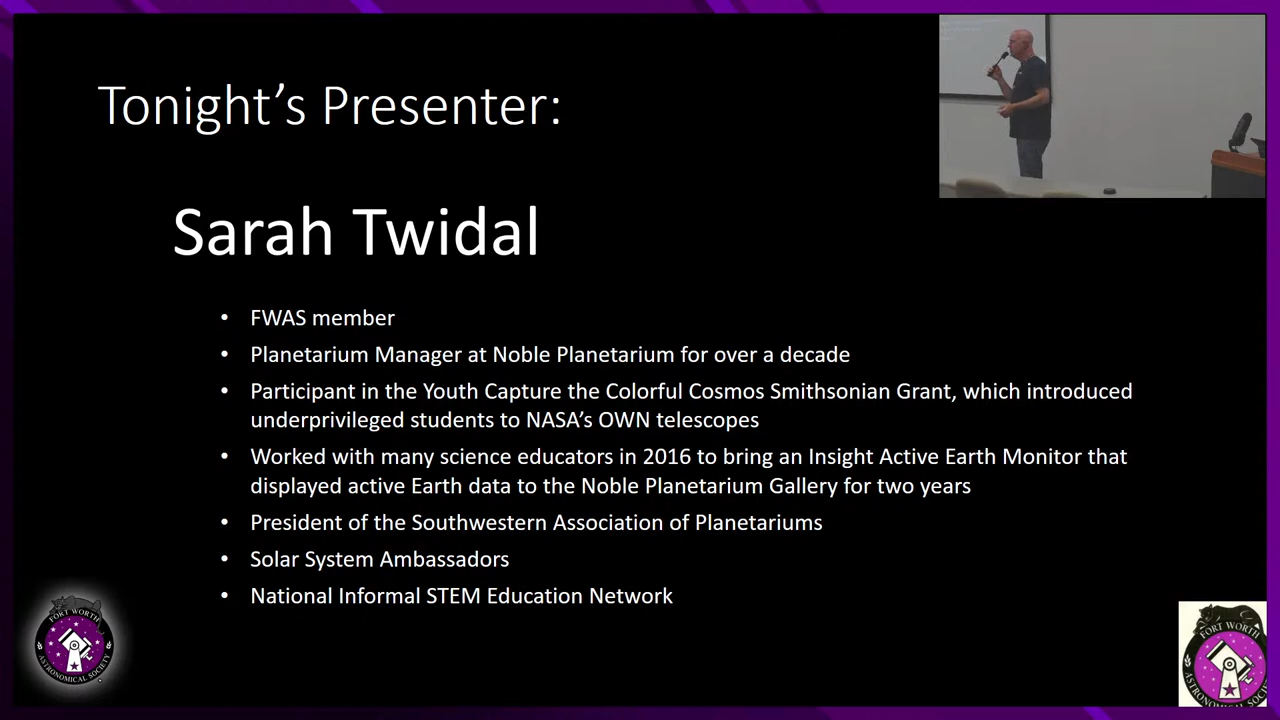 Tonight’s Presenter:
Sarah Twidal
• FWAS member
• Planetarium Manager at Noble Planetarium for over a decade
• Participant in the Youth Capture the Colorful Cosmos Smithsonian Grant, which introduced
underprivileged students to NASA’s OWN telescopes
• Worked with many science educators in 2016 to bring an Insight Active Earth Monitor that
displayed active Earth data to the Noble Planetarium Gallery for two years
• President of the Southwestern Association of Planetariums
• Solar System Ambassadors
• National Informal STEM Education Network
FORT WORTH
ASTRONOMICAL SOCIETY
FORT WORTH
ASTRONOMICAL SOCIETY